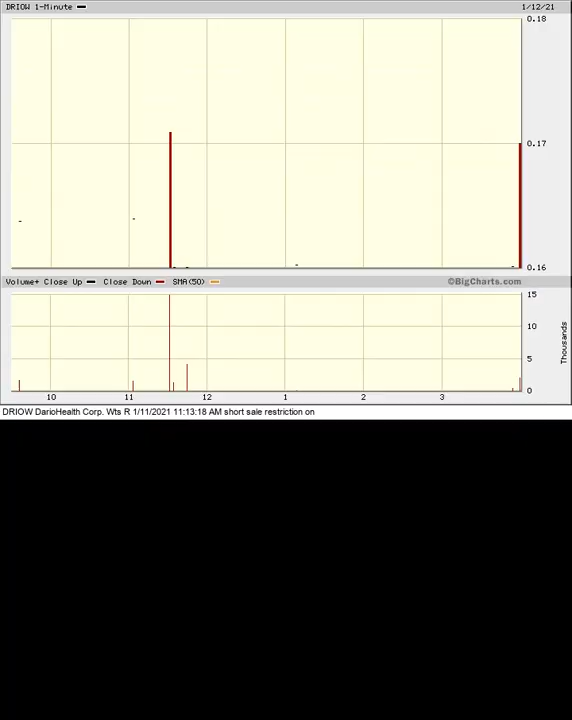 DRIOW 1-Minute 1/12/21
0.18
0.17
0.16
Volume+ Close Up Close Down SMA(50) ©BigCharts.com
15
10
5
0
Thousands
10 11 12 1 2 3
DRIOW DarioHealth Corp. Wts R 1/11/2021 11:13:18 AM short sale restriction on